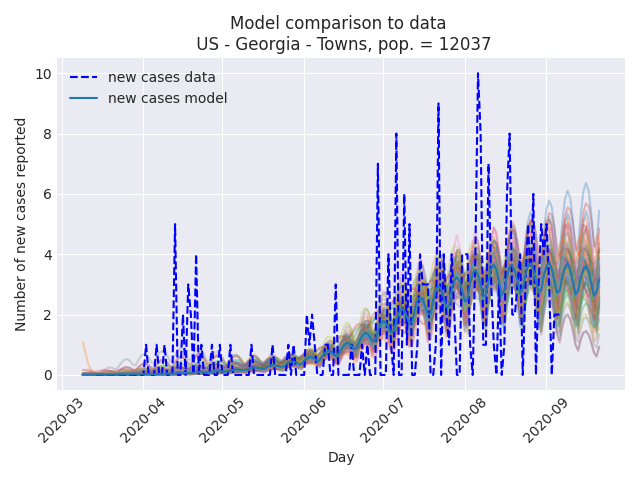 Model comparison to data
US - Georgia - Towns, pop. = 12037
new cases data
new cases model
Number of new cases reported
10
8
6
4
2
0
2020-03
2020-04
2020-05
2020-06
2020-07
2020-08
2020-09
Day